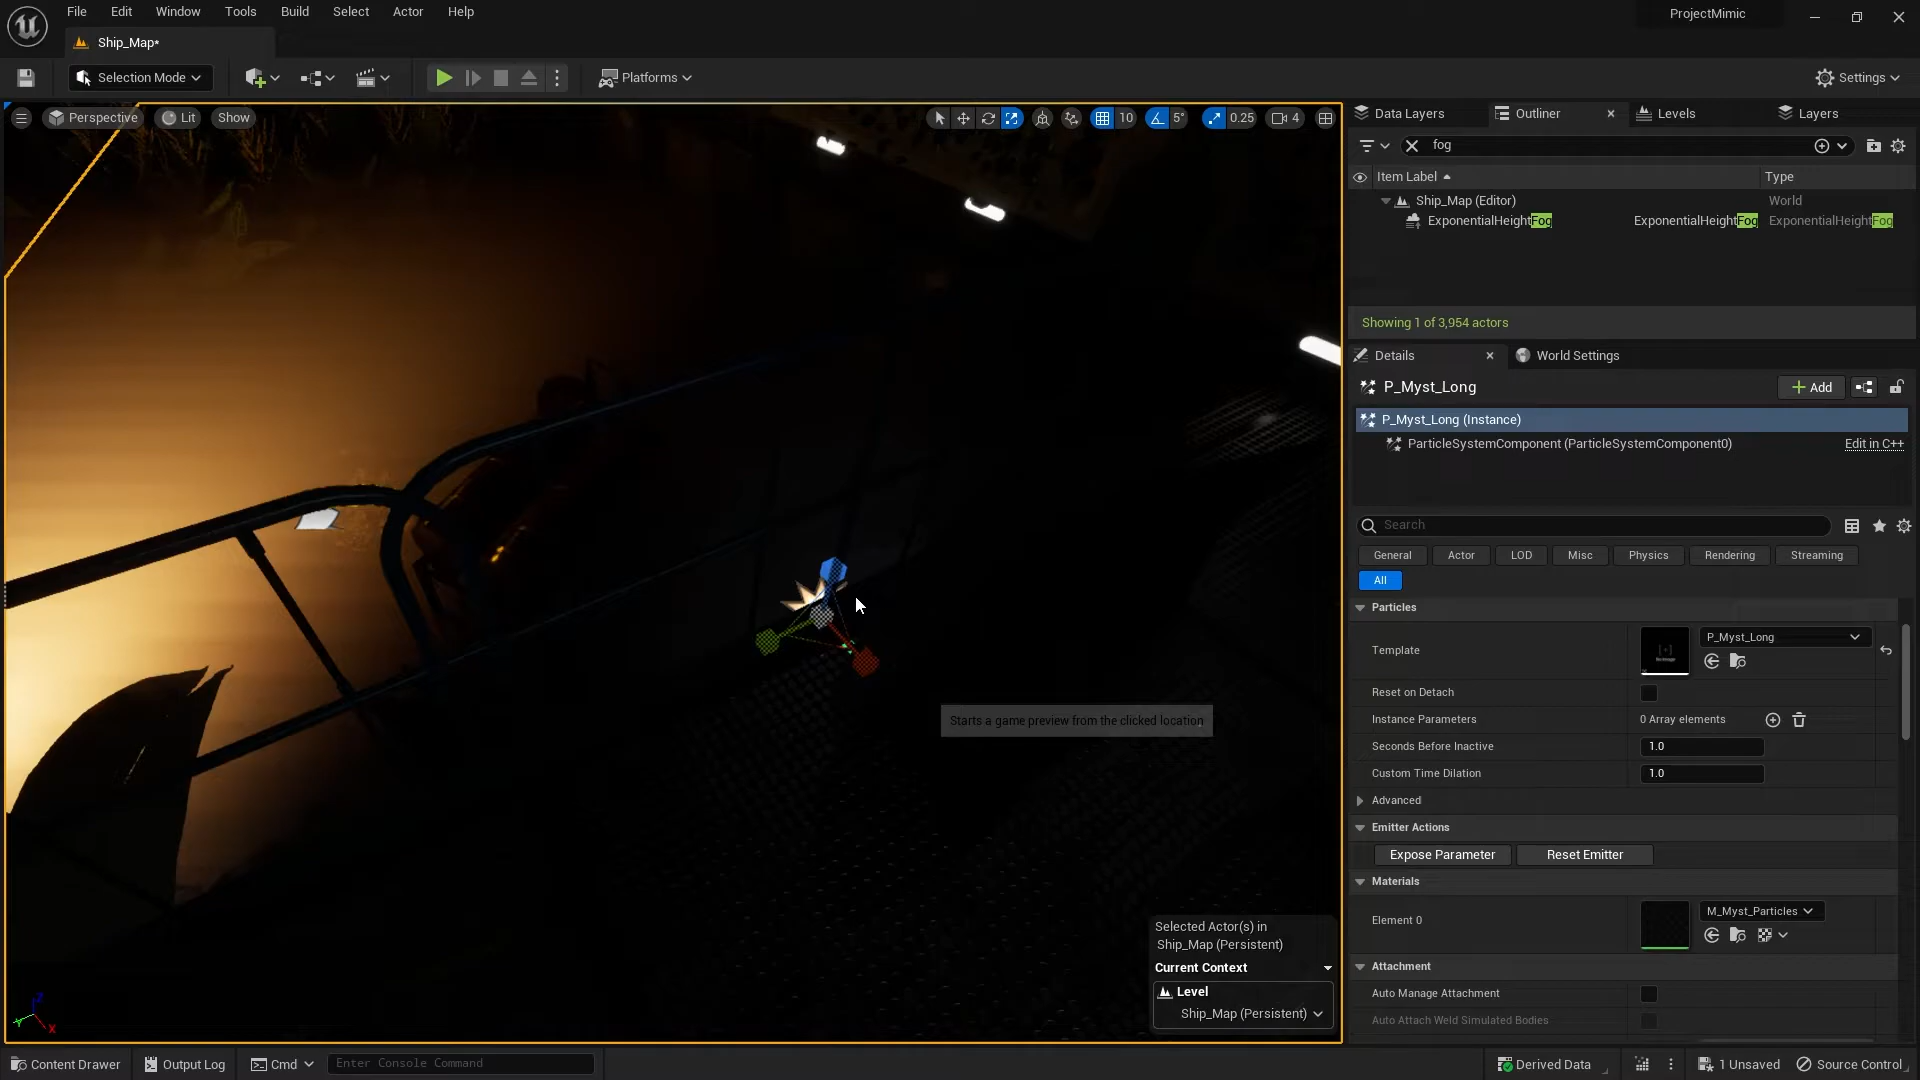 File Edit Window Tools Build Select Actor Help
ProjectMimic
Ship_Map*
Selection Mode
Platforms
Settings
Perspective Lit Show
10 5° 0.25 4
Data Layers Outliner Levels Layers
fog
Item Label Type
Ship_Map (Editor) World
ExponentialHeightFog ExponentialHeightFog ExponentialHeightFog
Showing 1 of 3,954 actors
Details World Settings
P_Myst_Long Add
P_Myst_Long (Instance)
ParticleSystemComponent (ParticleSystemComponent0) Edit in C++
Search
General Actor LOD Misc Physics Rendering Streaming
All
Particles
Template P_Myst_Long
Reset on Detach
Instance Parameters 0 Array elements
Seconds Before Inactive 1.0
Custom Time Dilation 1.0
Advanced
Emitter Actions
Expose Parameter Reset Emitter
Materials
Element 0 M_Myst_Particles
Attachment
Auto Manage Attachment
Auto Attach Weld Simulated Bodies
Starts a game preview from the clicked location
Selected Actor(s) in
Ship_Map (Persistent)
Current Context
Level
Ship_Map (Persistent)
Z
Y X
Content Drawer Output Log Cmd Enter Console Command
Derived Data 1 Unsaved Source Control